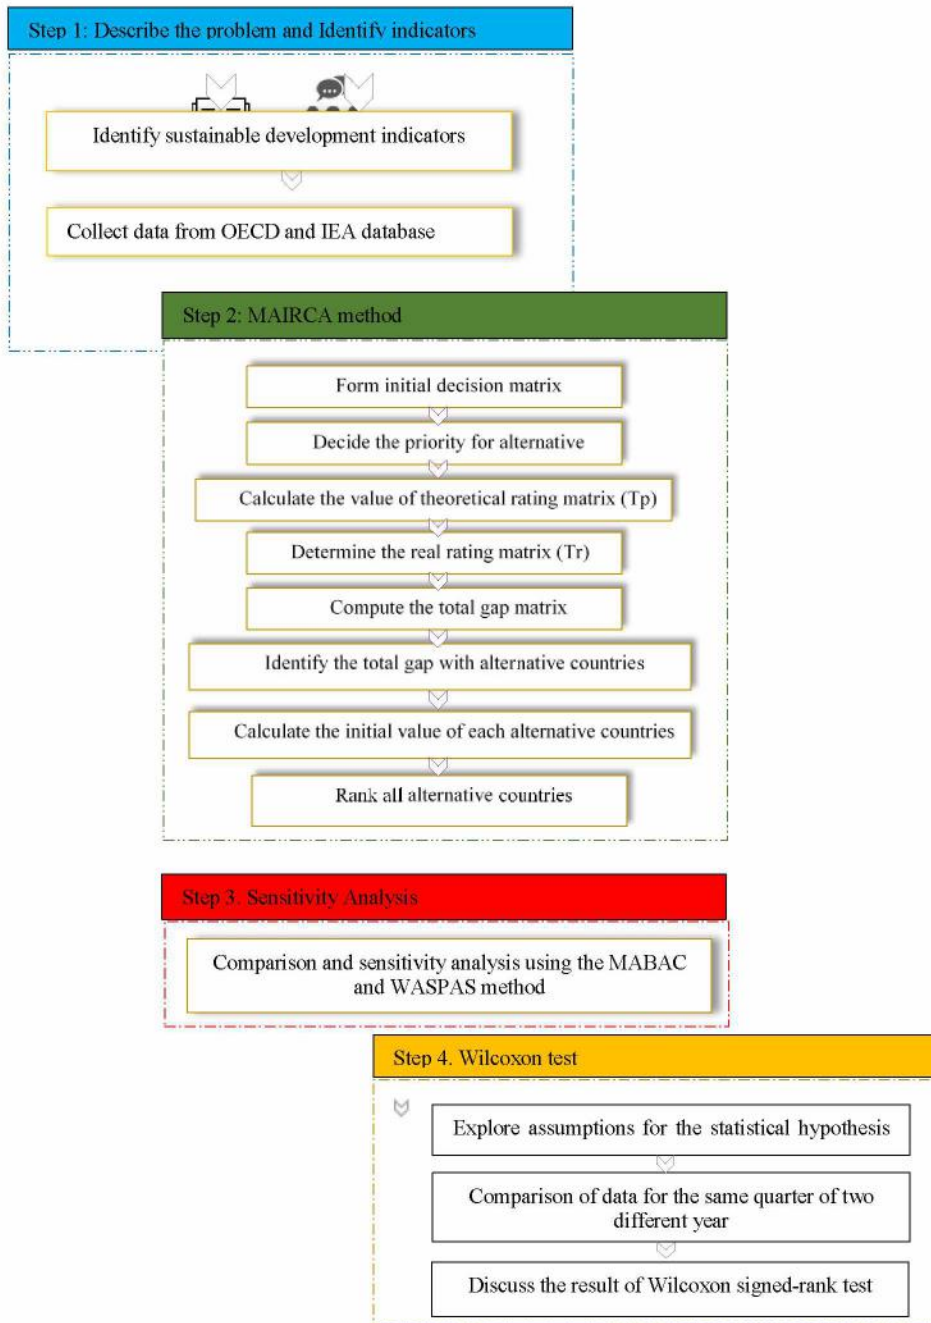 Step 1: Describe the problem and Identify indicators
Identify sustainable development indicators
Collect data from OECD and IEA database
Step 2: MAIRCA method
Form initial decision matrix
Decide the priority for alternative
Calculate the value of theoretical rating matrix (Tp)
Determine the real rating matrix (Tr)
Compute the total gap matrix
Identify the total gap with alternative countries
Calculate the initial value of each alternative countries
Rank all alternative countries
Step 3. Sensitivity Analysis
Comparison and sensitivity analysis using the MABAC
and WASPAS method
Step 4. Wilcoxon test
Explore assumptions for the statistical hypothesis
Comparison of data for the same quarter of two
different year
Discuss the result of Wilcoxon signed-rank test